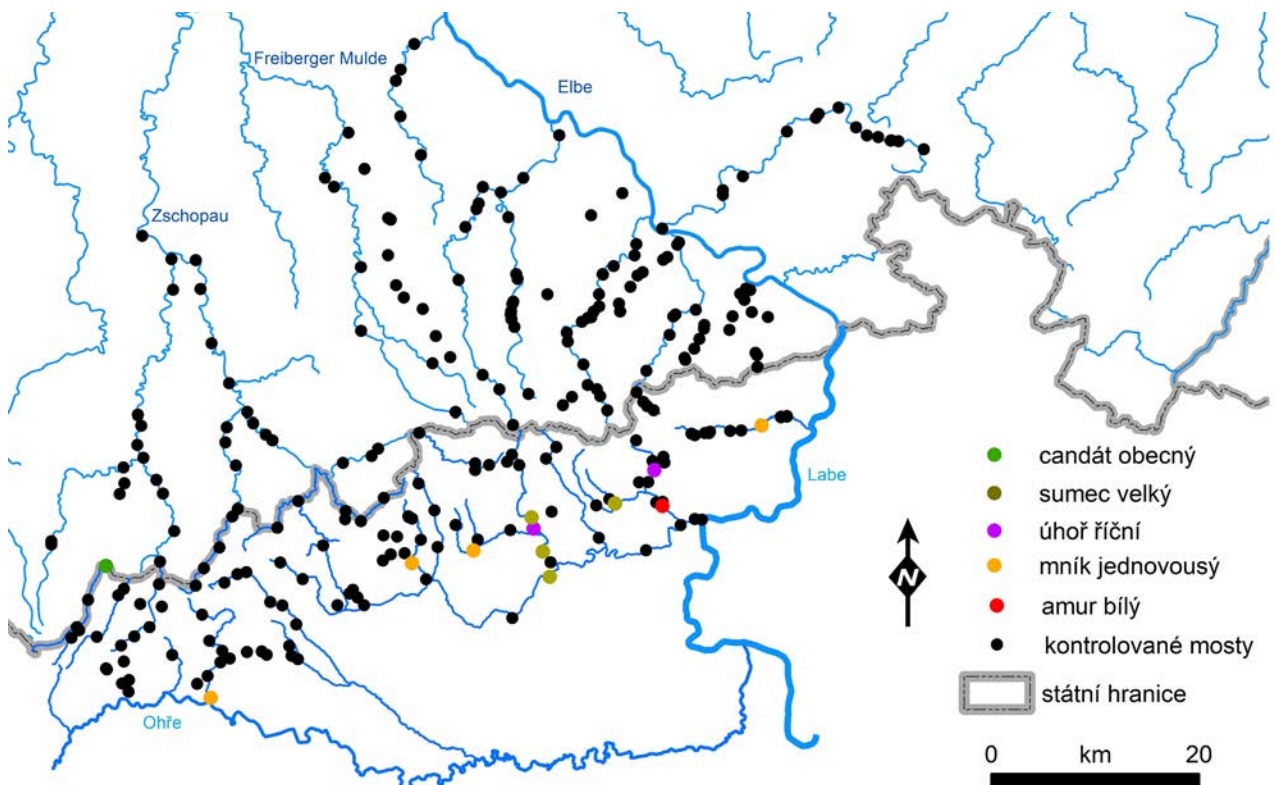 Freiberger Mulde
Elbe
Zschopau
Labe
Ohře
N
candát obecný
sumec velký
úhoř říční
mník jednovousý
amur bílý
kontrolované mosty
státní hranice
0 km 20